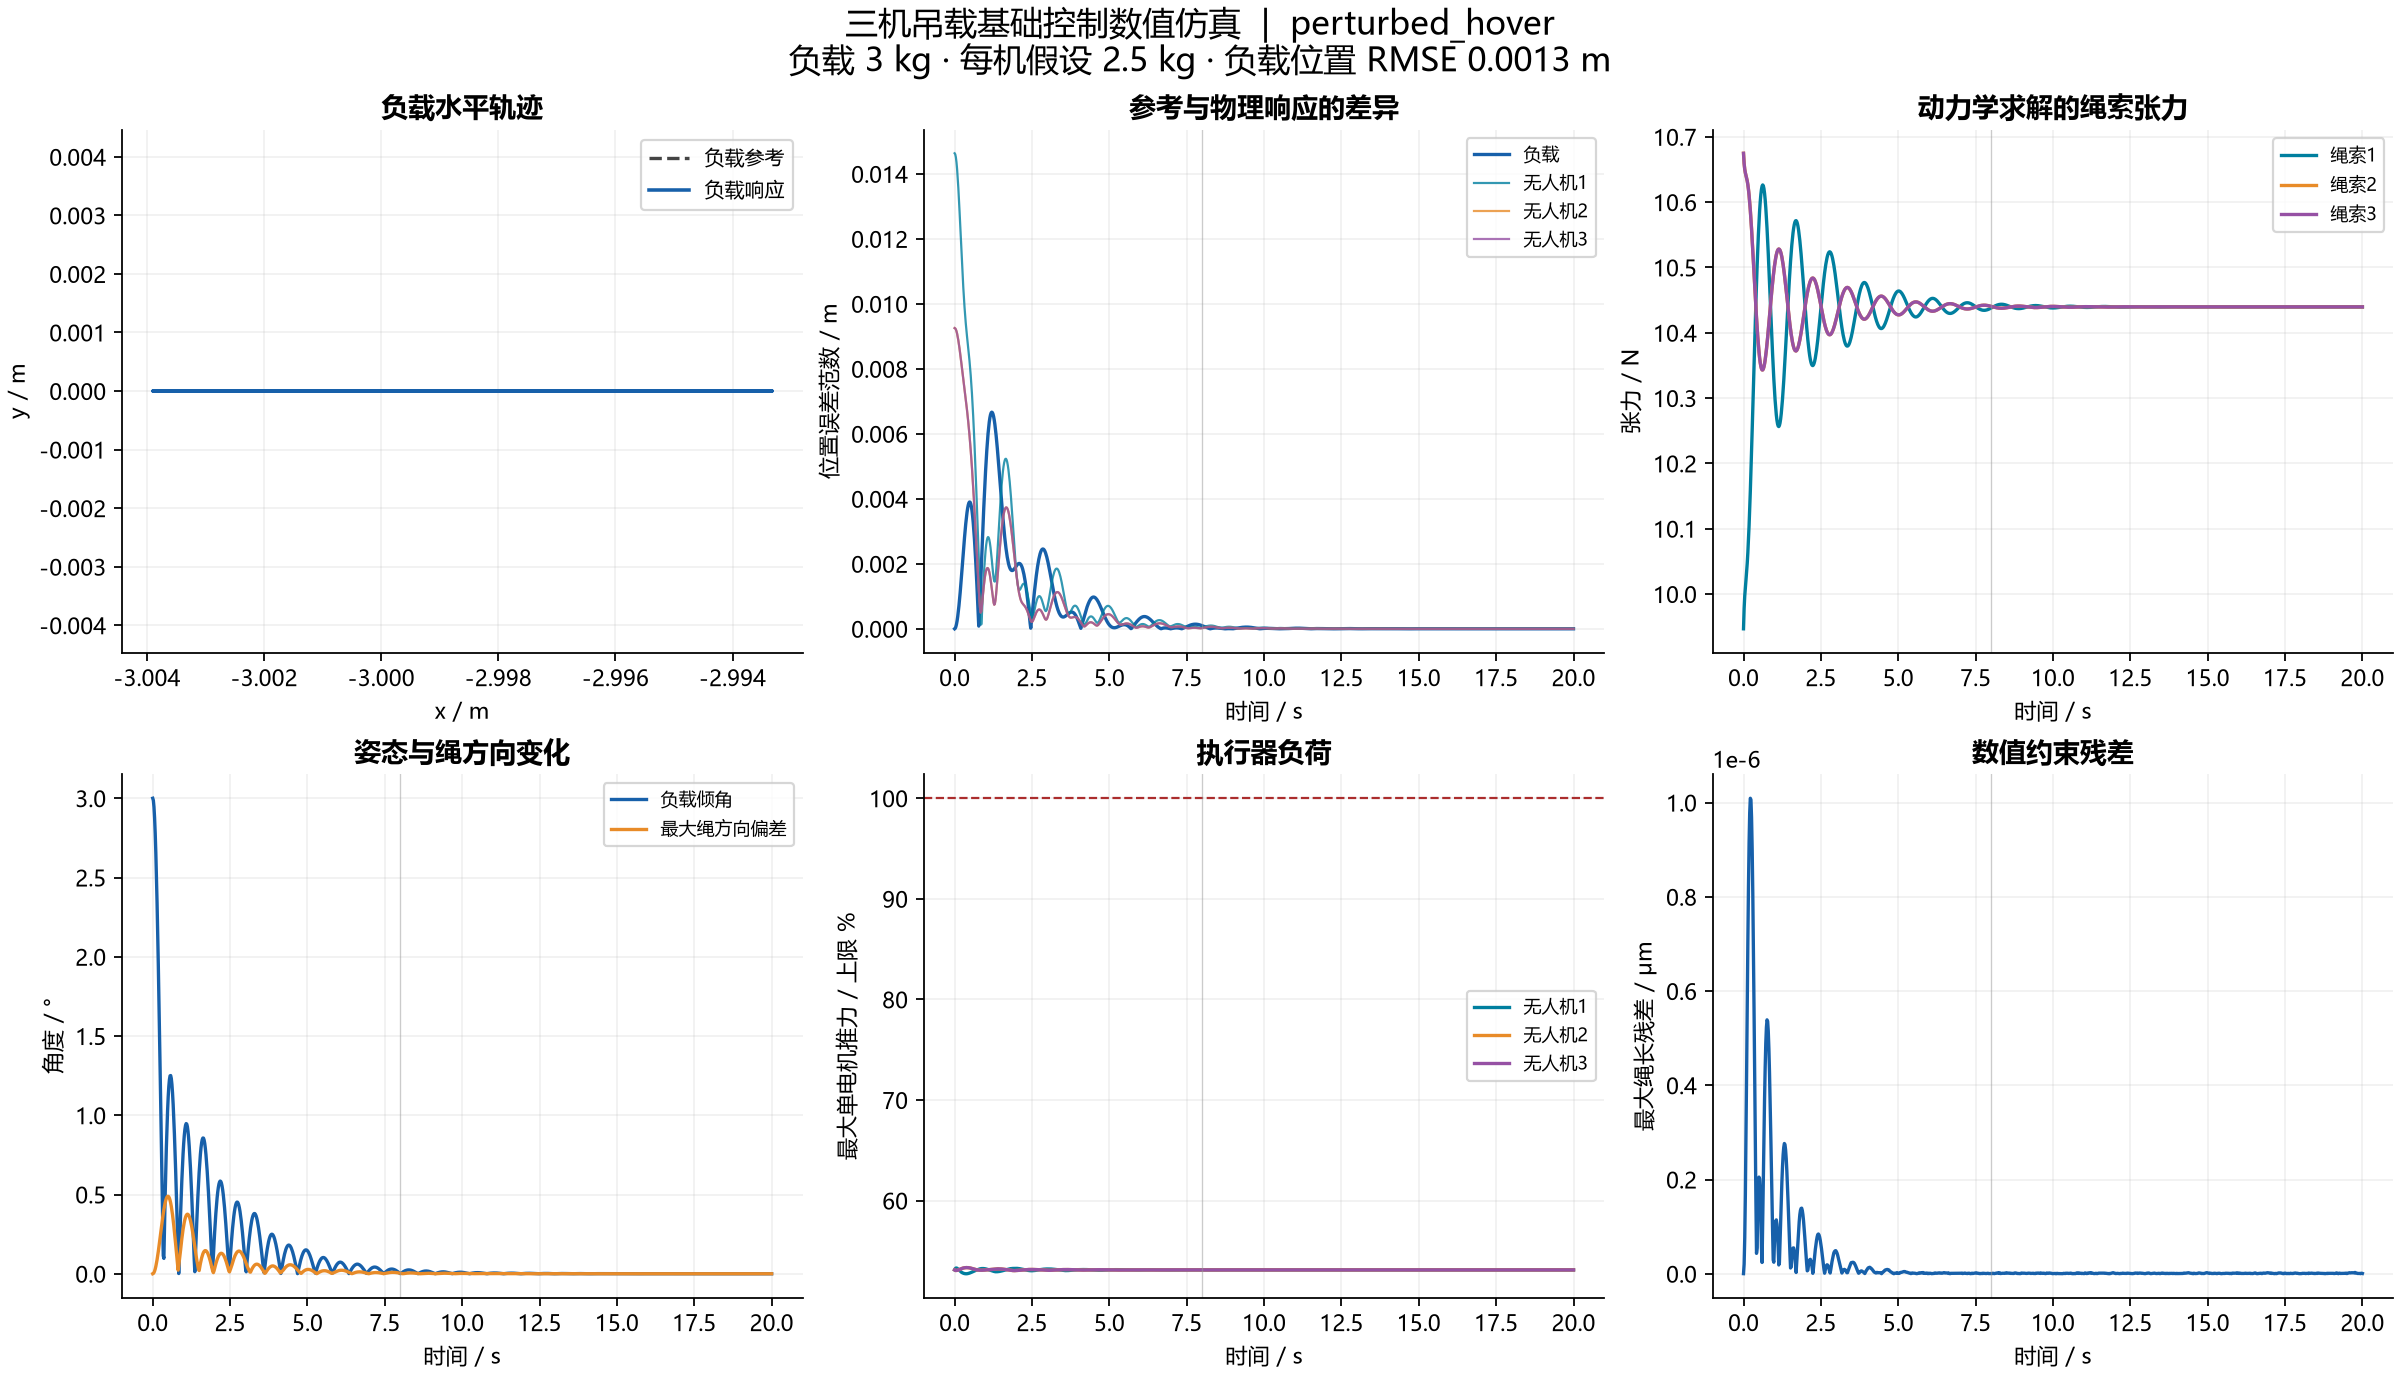 三机吊载基础控制数值仿真 | perturbed_hover
负载 3 kg · 每机假设 2.5 kg · 负载位置 RMSE 0.0013 m
负载水平轨迹
负载参考
负载响应
0.004
0.003
0.002
0.001
0.000
-0.001
-0.002
-0.003
-0.004
y / m
-3.004 -3.002 -3.000 -2.998 -2.996 -2.994
x / m
参考与物理响应的差异
负载
无人机1
无人机2
无人机3
0.014
0.012
0.010
0.008
0.006
0.004
0.002
0.000
位置误差范数 / m
0.0 2.5 5.0 7.5 10.0 12.5 15.0 17.5 20.0
时间 / s
动力学求解的绳索张力
绳索1
绳索2
绳索3
10.7
10.6
10.5
10.4
10.3
10.2
10.1
10.0
张力 / N
0.0 2.5 5.0 7.5 10.0 12.5 15.0 17.5 20.0
时间 / s
姿态与绳方向变化
负载倾角
最大绳方向偏差
3.0
2.5
2.0
1.5
1.0
0.5
0.0
角度 / °
0.0 2.5 5.0 7.5 10.0 12.5 15.0 17.5 20.0
时间 / s
执行器负荷
100
90
80
70
60
最大单电机推力 / 上限 %
无人机1
无人机2
无人机3
0.0 2.5 5.0 7.5 10.0 12.5 15.0 17.5 20.0
时间 / s
数值约束残差
1e-6
1.0
0.8
0.6
0.4
0.2
0.0
最大绳长残差 / μm
0.0 2.5 5.0 7.5 10.0 12.5 15.0 17.5 20.0
时间 / s